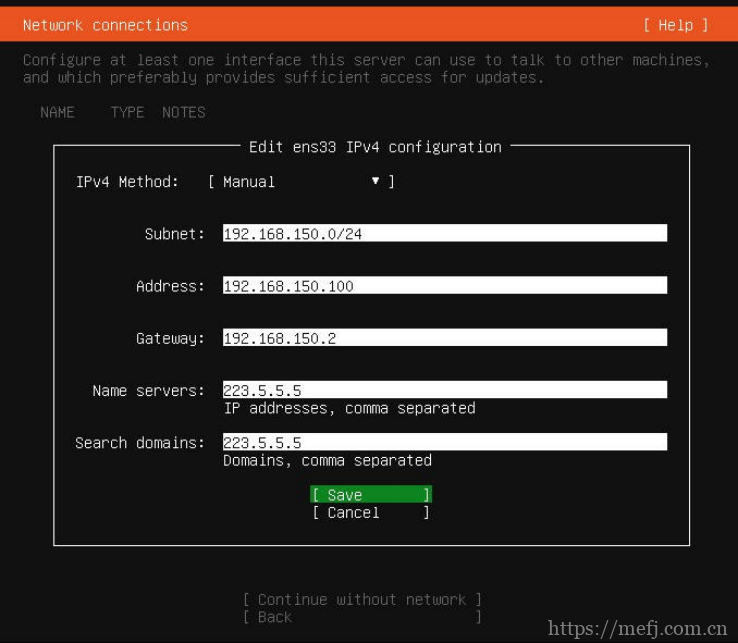 Network connections [ Help ]
Configure at least one interface this server can use to talk to other machines,
and which preferably provides sufficient access for updates.
NAME TYPE NOTES
Edit ens33 IPv4 configuration
IPv4 Method: [ Manual ▾ ]
Subnet: 192.168.150.0/24
Address: 192.168.150.100
Gateway: 192.168.150.2
Name servers: 223.5.5.5
IP addresses, comma separated
Search domains: 223.5.5.5
Domains, comma separated
[ Save ]
[ Cancel ]
[ Continue without network ]
[ Back ]
https://mefj.com.cn